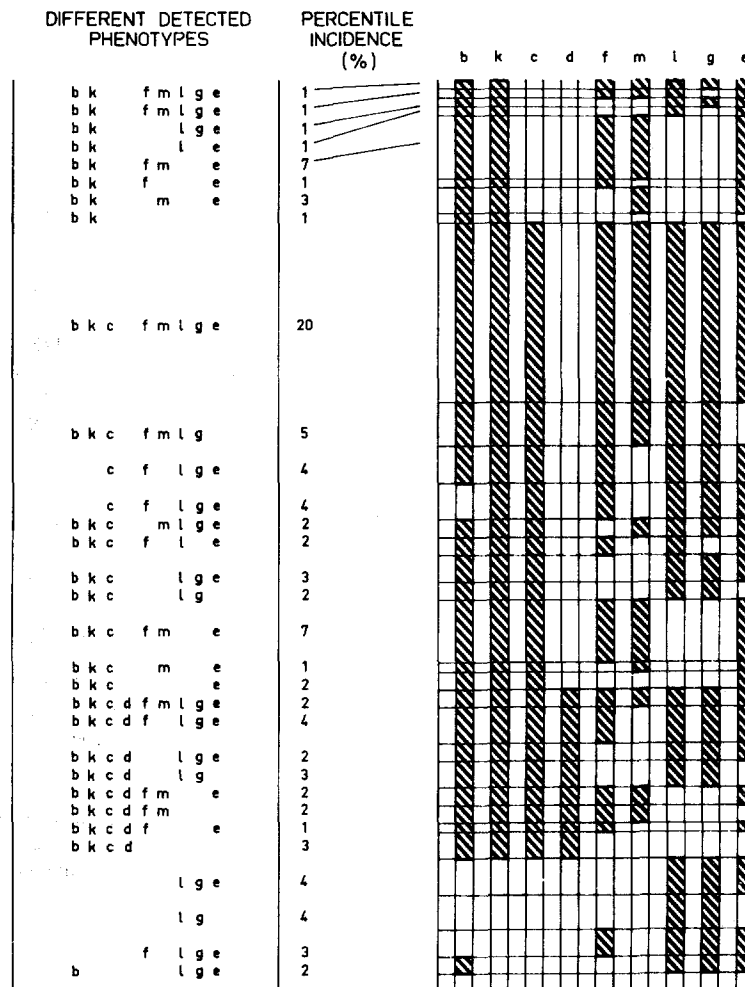 DIFFERENT DETECTED PHENOTYPES PERCENTILE INCIDENCE (%)
b k c d f m l g e
b k f m l g e 1
b k f m l g e 1
b k l g e 1
b k l e 1
b k f m e 7
b k f e 1
b k m e 3
b k 1
b k c f m l g e 20
b k c f m l g 5
c f l g e 4
c f l g e 4
b k c m l g e 2
b k c f l e 2
b k c l g e 3
b k c l g 2
b k c f m e 7
b k c m e 1
b k c e 2
b k c d f m l g e 2
b k c d f l g e 4
b k c d l g e 2
b k c d l g 3
b k c d f m e 2
b k c d f m 2
b k c d f e 1
b k c d 3
l g e 4
l g 4
f l g e 3
b l g e 2